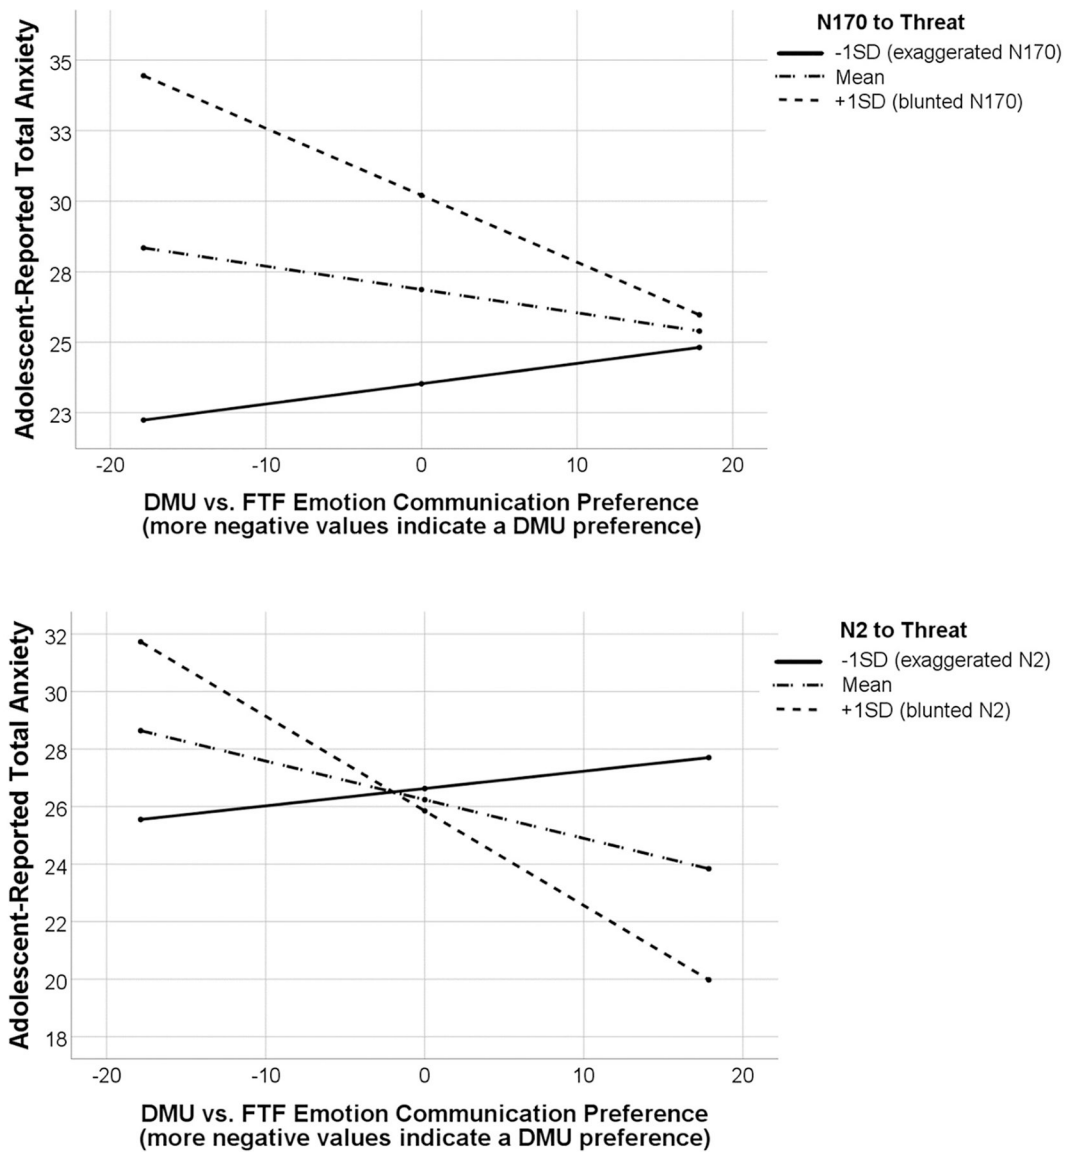 N170 to Threat
-1SD (exaggerated N170)
Mean
+1SD (blunted N170)
Adolescent-Reported Total Anxiety
35
33
30
28
25
23
-20 -10 0 10 20
DMU vs. FTF Emotion Communication Preference
(more negative values indicate a DMU preference)
N2 to Threat
-1SD (exaggerated N2)
Mean
+1SD (blunted N2)
Adolescent-Reported Total Anxiety
32
30
28
26
24
22
20
18
-20 -10 0 10 20
DMU vs. FTF Emotion Communication Preference
(more negative values indicate a DMU preference)